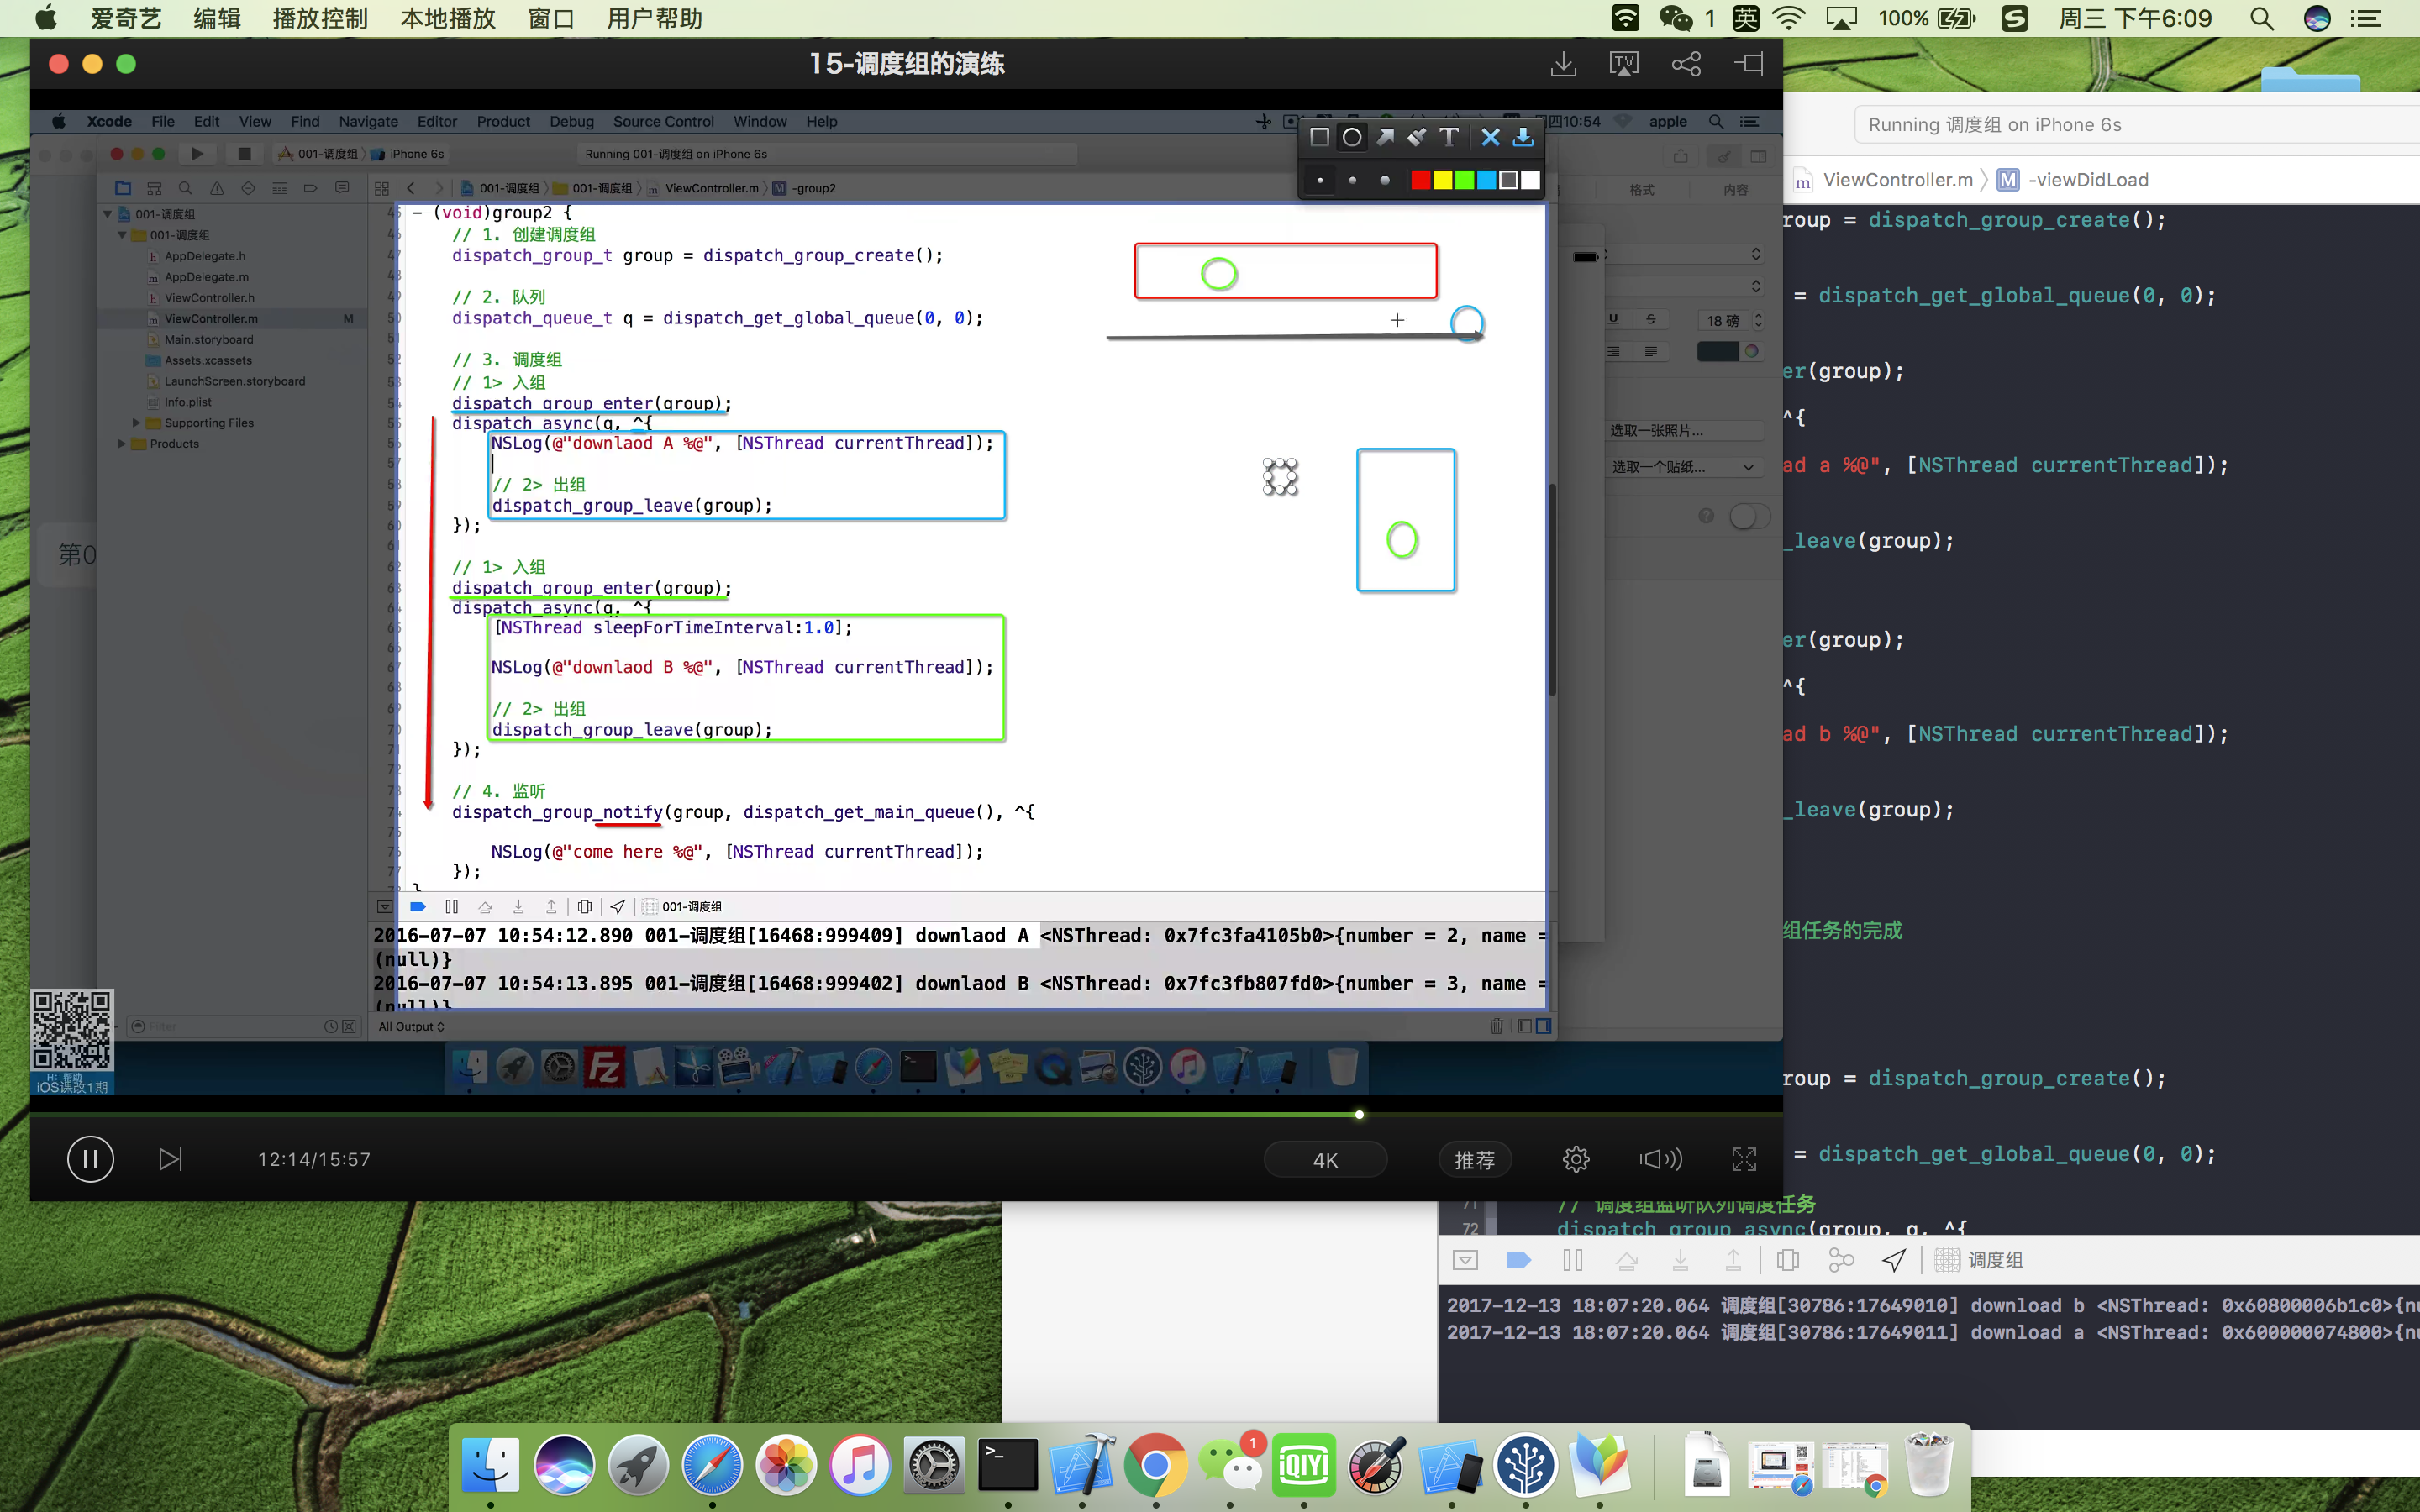 爱奇艺 编辑 播放控制 本地播放 窗口 用户帮助 1 英 100% 周三 下午6:09
15-调度组的演练
Xcode File Edit View Find Navigate Editor Product Debug Source Control Window Help 四10:54 apple
001-调度组 iPhone 6s Running 001-调度组 on iPhone 6s
001-调度组 001-调度组 ViewController.m -group2
格式 内容
001-调度组
001-调度组
AppDelegate.h
AppDelegate.m
ViewController.h
ViewController.m M
Main.storyboard
Assets.xcassets
LaunchScreen.storyboard
Info.plist
Supporting Files
Products
第0
- (void)group2 {
// 1. 创建调度组
dispatch_group_t group = dispatch_group_create();
// 2. 队列
dispatch_queue_t q = dispatch_get_global_queue(0, 0);
// 3. 调度组
// 1> 入组
dispatch_group_enter(group);
dispatch_async(q, ^{
NSLog(@"downlaod A %@", [NSThread currentThread]);
// 2> 出组
dispatch_group_leave(group);
});
// 1> 入组
dispatch_group_enter(group);
dispatch_async(q, ^{
[NSThread sleepForTimeInterval:1.0];
NSLog(@"downlaod B %@", [NSThread currentThread]);
// 2> 出组
dispatch_group_leave(group);
});
// 4. 监听
dispatch_group_notify(group, dispatch_get_main_queue(), ^{
NSLog(@"come here %@", [NSThread currentThread]);
});
}
18 磅
选取一张照片...
选取一个贴纸...
001-调度组
2016-07-07 10:54:12.890 001-调度组[16468:999409] downlaod A <NSThread: 0x7fc3fa4105b0>{number = 2, name =
(null)}
2016-07-07 10:54:13.895 001-调度组[16468:999402] downlaod B <NSThread: 0x7fc3fb807fd0>{number = 3, name =
(null)}
Filter
All Output
iOS课改1期
12:14/15:57 4K 推荐
Running 调度组 on iPhone 6s
ViewController.m -viewDidLoad
roup = dispatch_group_create();
= dispatch_get_global_queue(0, 0);
er(group);
^{
ad a %@", [NSThread currentThread]);
_leave(group);
er(group);
^{
ad b %@", [NSThread currentThread]);
_leave(group);
组任务的完成
roup = dispatch_group_create();
= dispatch_get_global_queue(0, 0);
71 // 调度组监听队列调度任务
72 dispatch_group_async(group, q, ^{
调度组
2017-12-13 18:07:20.064 调度组[30786:17649010] download b <NSThread: 0x60800006b1c0>{nu
2017-12-13 18:07:20.064 调度组[30786:17649011] download a <NSThread: 0x600000074800>{nu
1
iQIYI